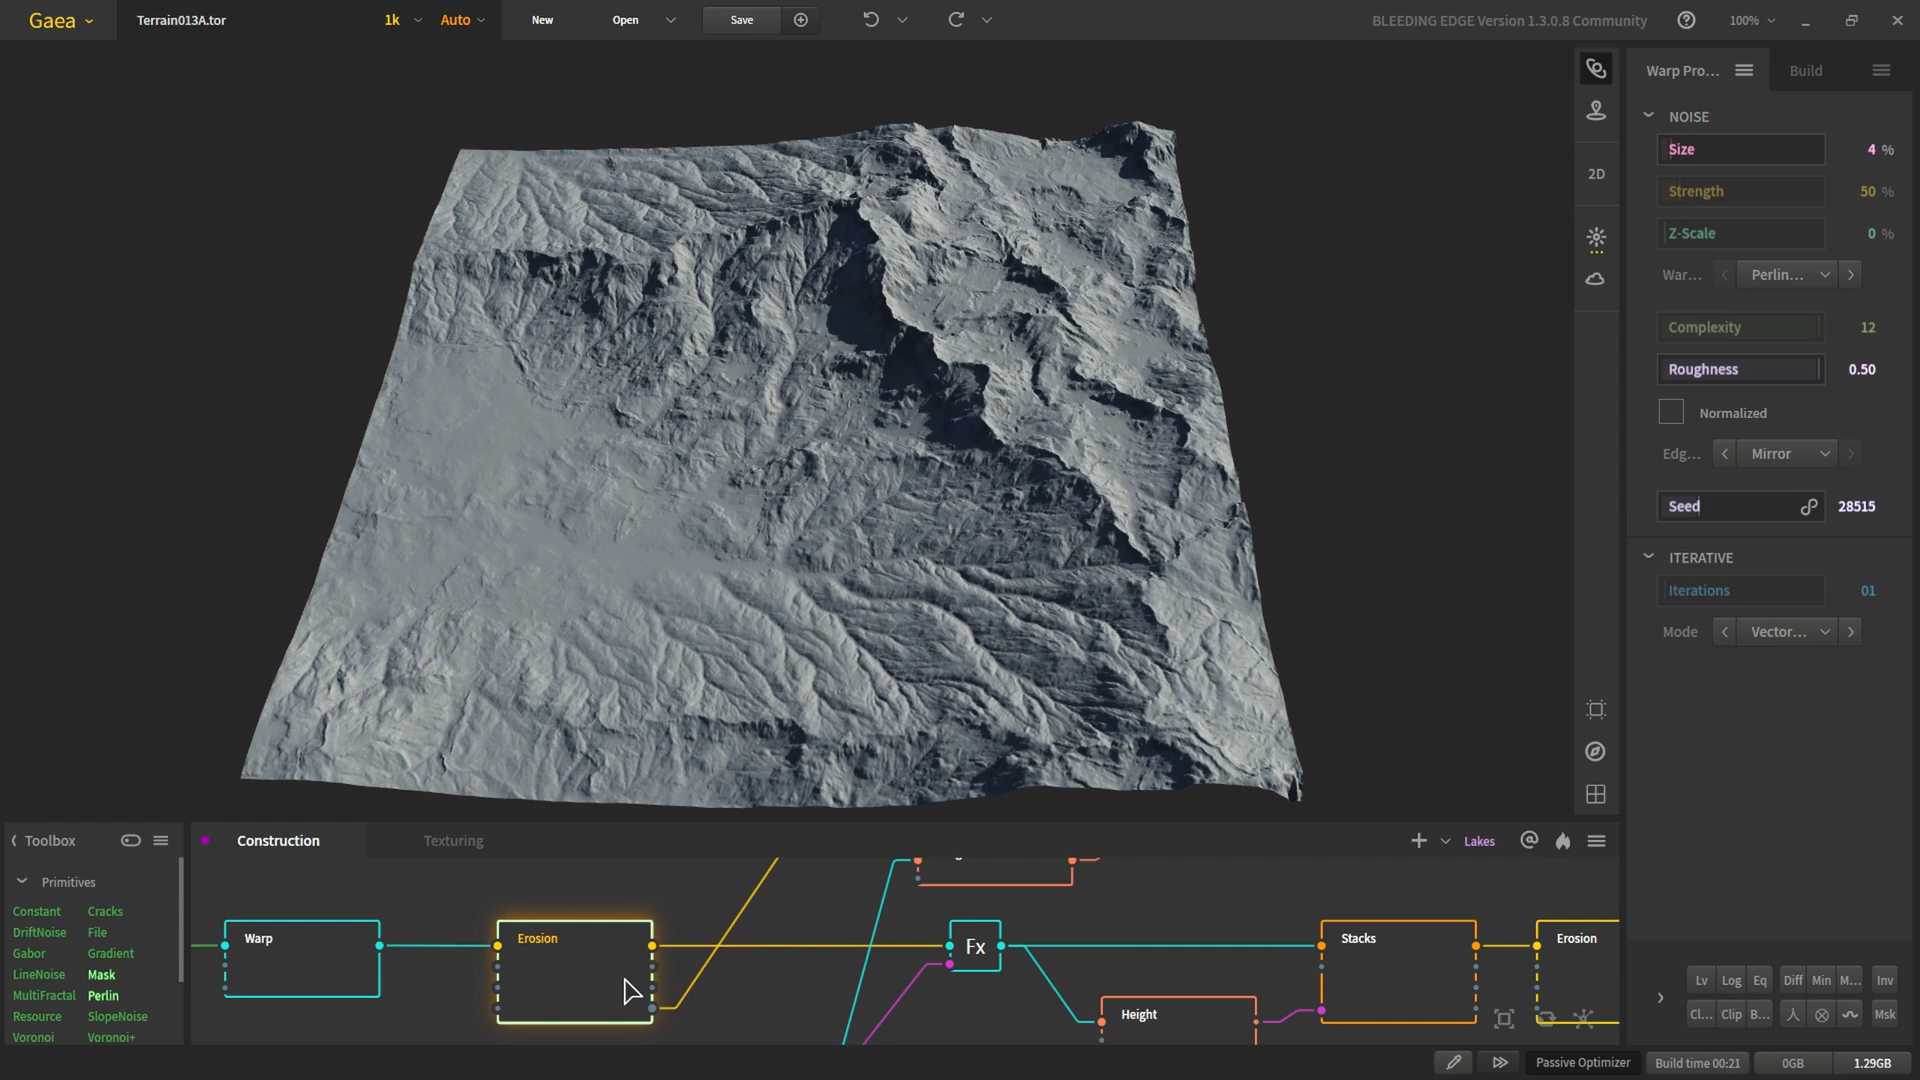 Gaea
Terrain013A.tor
1k
Auto
New
Open
Save
BLEEDING EDGE Version 1.3.0.8 Community
100%
2D
Warp Pro...
Build
NOISE
Size 4 %
Strength 50 %
Z-Scale 0 %
War... Perlin...
Complexity 12
Roughness 0.50
Normalized
Edg... Mirror
Seed 28515
ITERATIVE
Iterations 01
Mode Vector...
Toolbox
Primitives
Constant Cracks
DriftNoise File
Gabor Gradient
LineNoise Mask
MultiFractal Perlin
Resource SlopeNoise
Voronoi Voronoi+
Construction
Texturing
Lakes
Warp
Erosion
Fx
Height
Stacks
Erosion
Lv Log Eq Diff Min M... Inv
Cl... Clip B... Msk
Passive Optimizer
Build time 00:21
0GB
1.29GB